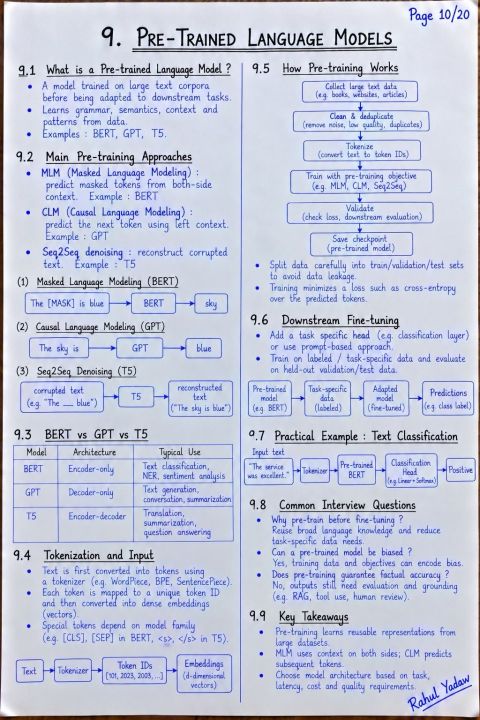 Page 10/20
9. PRE-TRAINED LANGUAGE MODELS
9.1 What is a Pre-trained Language Model ?
• A model trained on large text corpora
before being adapted to downstream tasks.
• Learns grammar, semantics, context and
patterns from data.
• Examples : BERT, GPT, T5.
9.2 Main Pre-training Approaches
• MLM (Masked Language Modeling) :
predict masked tokens from both-side
context. Example : BERT
• CLM (Causal Language Modeling) :
predict the next token using left context.
Example : GPT
• Seq2Seq denoising : reconstruct corrupted
text. Example : T5
(1) Masked Language Modeling (BERT)
The [MASK] is blue → BERT → sky
(2) Causal Language Modeling (GPT)
The sky is → GPT → blue
(3) Seq2Seq Denoising (T5)
corrupted text
(e.g. "The __ blue")
T5
reconstructed
text
("The sky is blue")
9.3 BERT vs GPT vs T5
Model Architecture Typical Use
BERT Encoder-only Text classification,
NER, sentiment analysis
GPT Decoder-only Text generation,
conversation, summarization
T5 Encoder-decoder Translation,
summarization,
question answering
9.4 Tokenization and Input
• Text is first converted into tokens using
a tokenizer (e.g. WordPiece, BPE, SentencePiece).
• Each token is mapped to a unique token ID
and then converted into dense embeddings
(vectors).
• Special tokens depend on model family
(e.g. [CLS], [SEP] in BERT, <s>, </s> in T5).
Text → Tokenizer →
Token IDs
[101, 2023, 2003, ...]
Embeddings
(d-dimensional
vectors)
9.5 How Pre-training Works
Collect large text data
(e.g. books, websites, articles)
Clean & deduplicate
(remove noise, low quality, duplicates)
Tokenize
(convert text to token IDs)
Train with pre-training objective
(e.g. MLM, CLM, Seq2Seq)
Validate
(check loss, downstream evaluation)
Save checkpoint
(pre-trained model)
• Split data carefully into train/validation/test sets
to avoid data leakage.
• Training minimizes a loss such as cross-entropy
over the predicted tokens.
9.6 Downstream Fine-tuning
• Add a task specific head (e.g. classification layer)
or use prompt-based approach.
• Train on labeled / task-specific data and evaluate
on held-out validation/test data.
Pre-trained
model
(e.g. BERT)
Task-specific
data
(labeled)
Adapted
model
(fine-tuned)
Predictions
(e.g. class label)
9.7 Practical Example : Text Classification
Input text
"The service
was excellent."
Tokenizer
Pre-trained
BERT
Classification
Head
(e.g. Linear + Softmax)
Positive
9.8 Common Interview Questions
• Why pre-train before fine-tuning ?
Reuse broad language knowledge and reduce
task-specific data needs.
• Can a pre-trained model be biased ?
Yes, training data and objectives can encode bias.
• Does pre-training guarantee factual accuracy ?
No, outputs still need evaluation and grounding
(e.g. RAG, tool use, human review).
9.9 Key Takeaways
• Pre-training learns reusable representations from
large datasets.
• MLM uses context on both sides; CLM predicts
subsequent tokens.
• Choose model architecture based on task,
latency, cost and quality requirements.
Rahul Yadaw